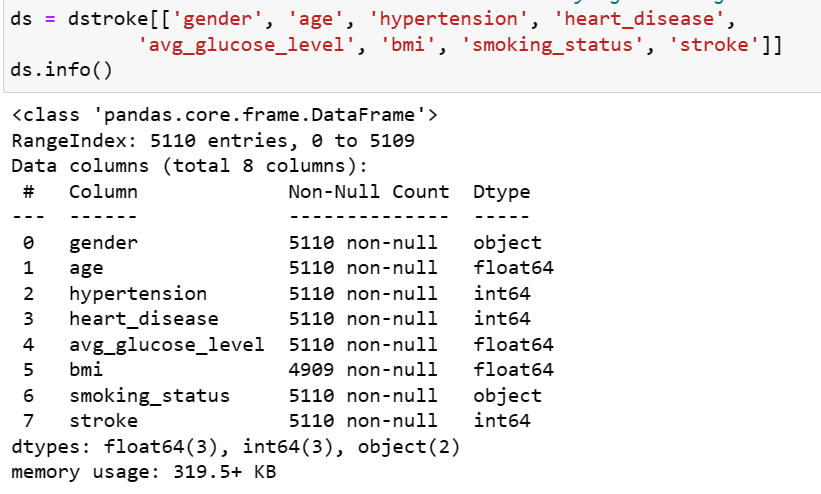 ds = dstroke[['gender', 'age', 'hypertension', 'heart_disease',
'avg_glucose_level', 'bmi', 'smoking_status', 'stroke']]
ds.info()
<class 'pandas.core.frame.DataFrame'>
RangeIndex: 5110 entries, 0 to 5109
Data columns (total 8 columns):
 #   Column             Non-Null Count  Dtype
---  ------             --------------  -----
 0   gender             5110 non-null   object
 1   age                5110 non-null   float64
 2   hypertension       5110 non-null   int64
 3   heart_disease      5110 non-null   int64
 4   avg_glucose_level  5110 non-null   float64
 5   bmi                4909 non-null   float64
 6   smoking_status     5110 non-null   object
 7   stroke             5110 non-null   int64
dtypes: float64(3), int64(3), object(2)
memory usage: 319.5+ KB